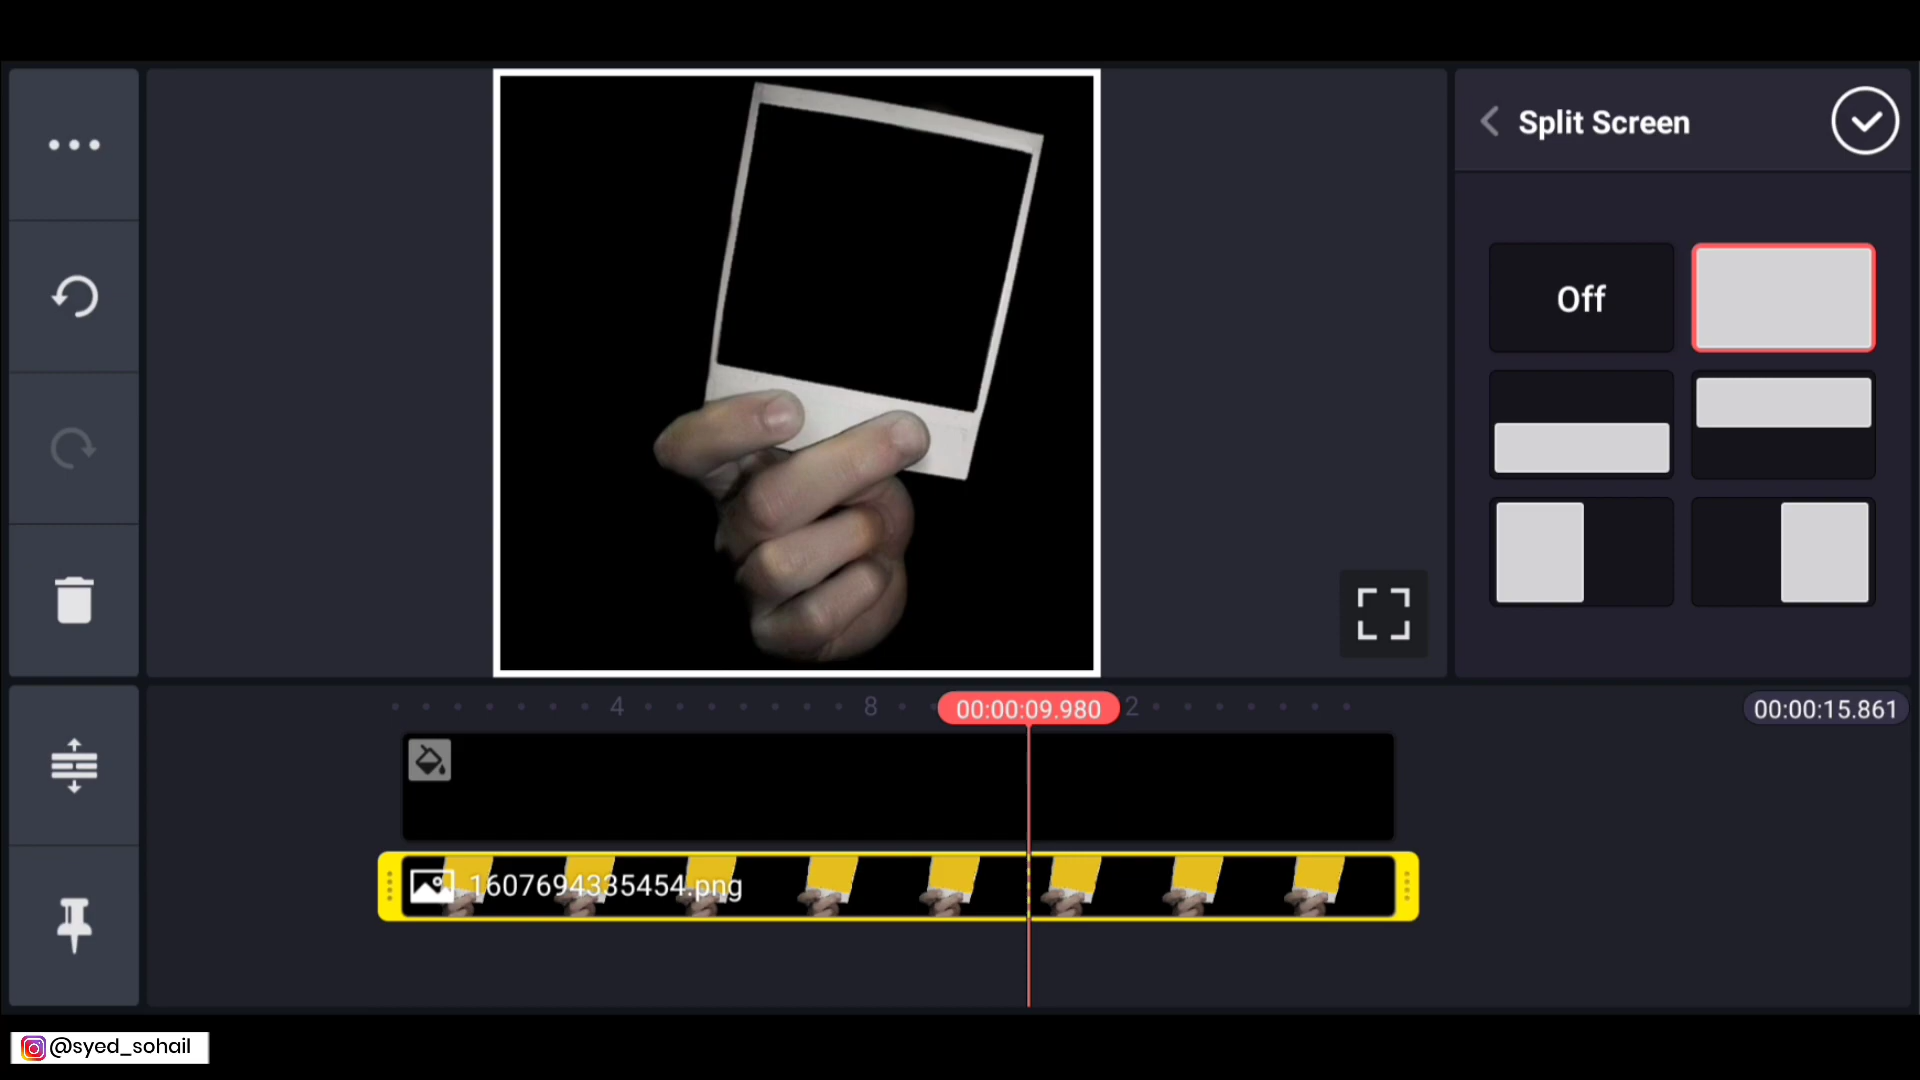 Split Screen
Off
4
8
00:00:09.980
2
00:00:15.861
1607694335454.png
@syed_sohail